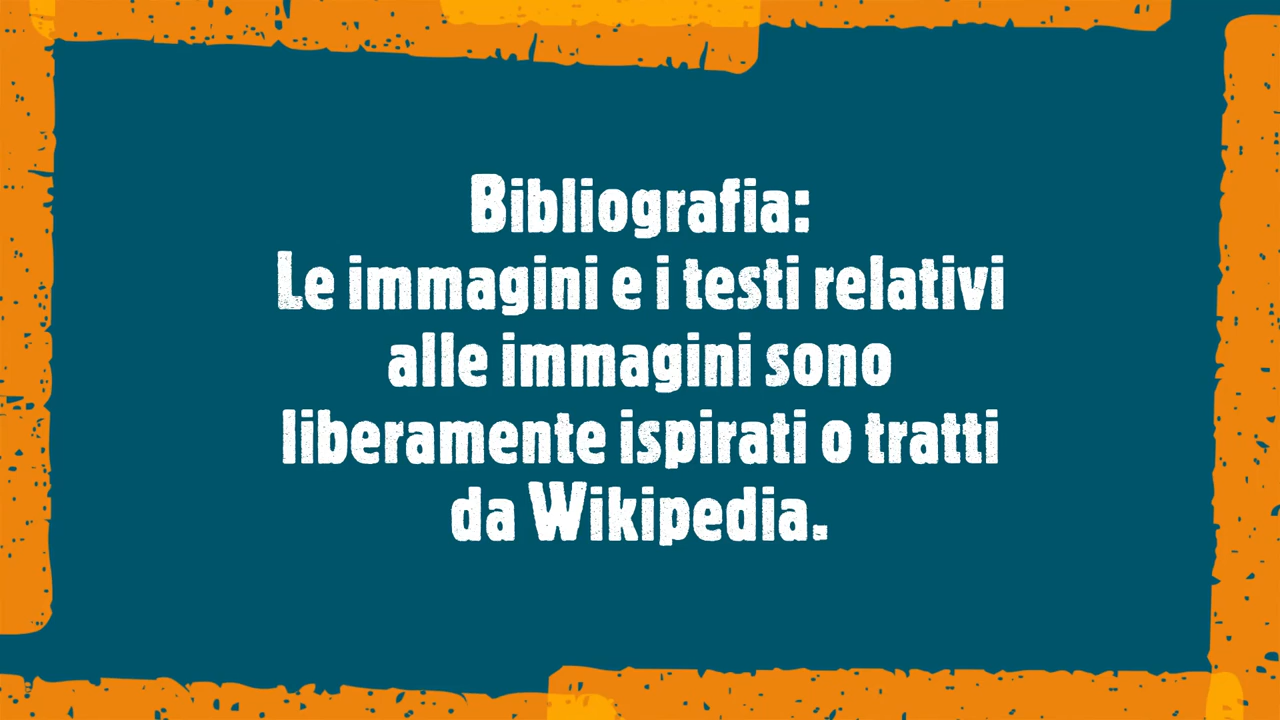 Bibliografia:
Le immagini e i testi relativi
alle immagini sono
liberamente ispirati o tratti
da Wikipedia.